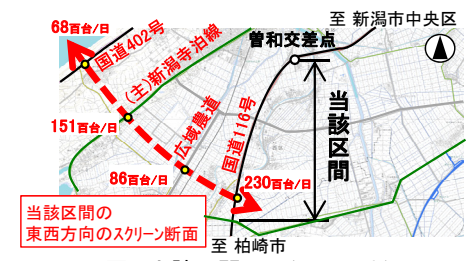 至 新潟市中央区
68百台/日
国道402号
曽和交差点
(主)新潟寺泊線
151百台/日
広域農道
国道116号
当該区間
86百台/日
230百台/日
当該区間の
東西方向のスクリーン断面
至 柏崎市